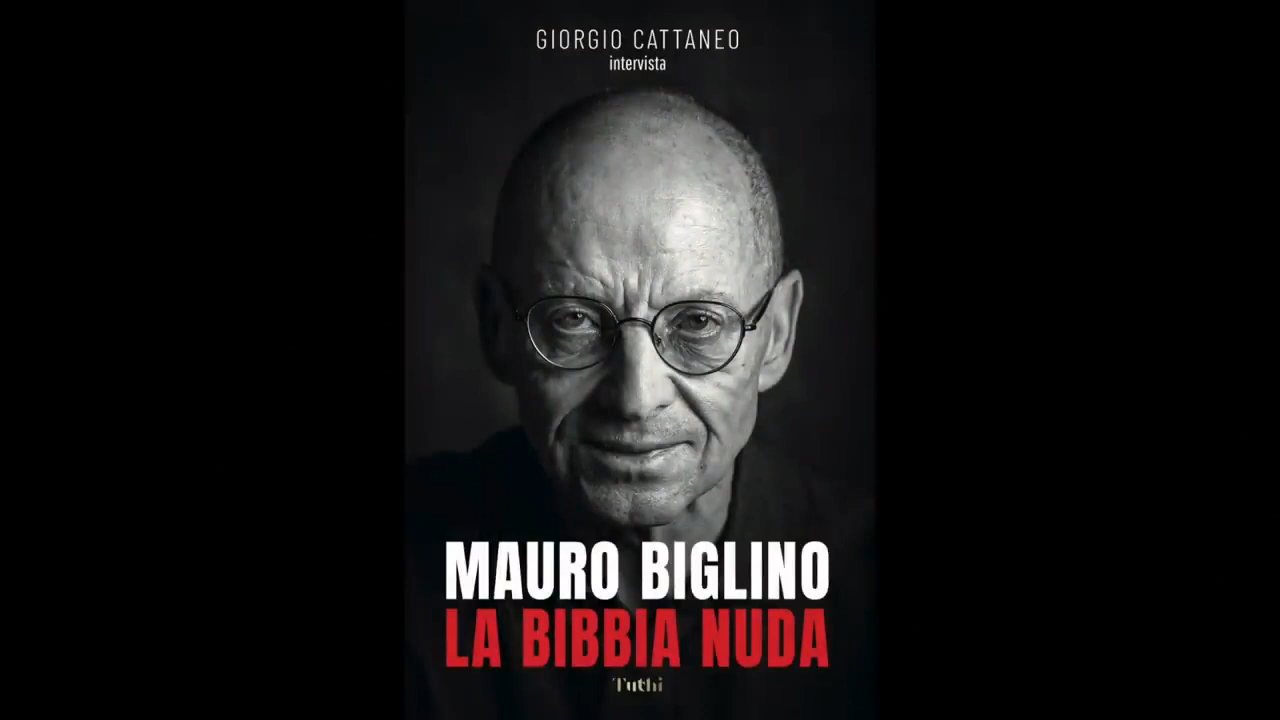 GIORGIO CATTANEO
intervista
MAURO BIGLINO
LA BIBBIA NUDA
Tuthi